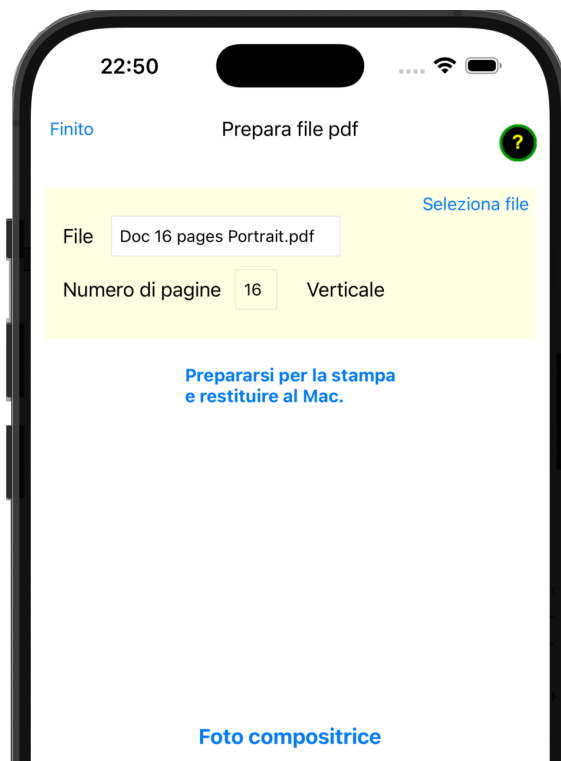 22:50
Finito
Prepara file pdf
?
Seleziona file
File
Doc 16 pages Portrait.pdf
Numero di pagine
16
Verticale
Prepararsi per la stampa
e restituire al Mac.
Foto compositrice